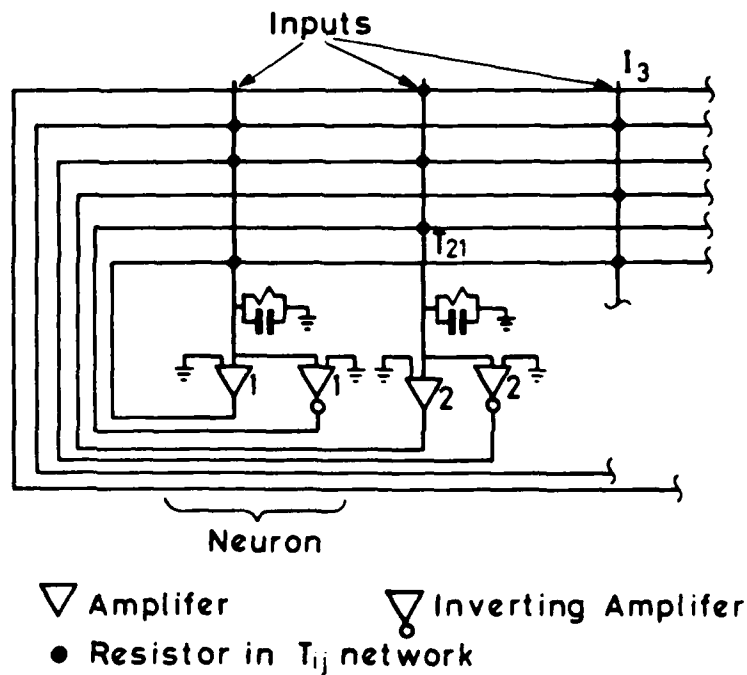 Inputs
I3
T21
1
1
2
2
Neuron
Amplifer
Inverting Amplifer
Resistor in Tij network